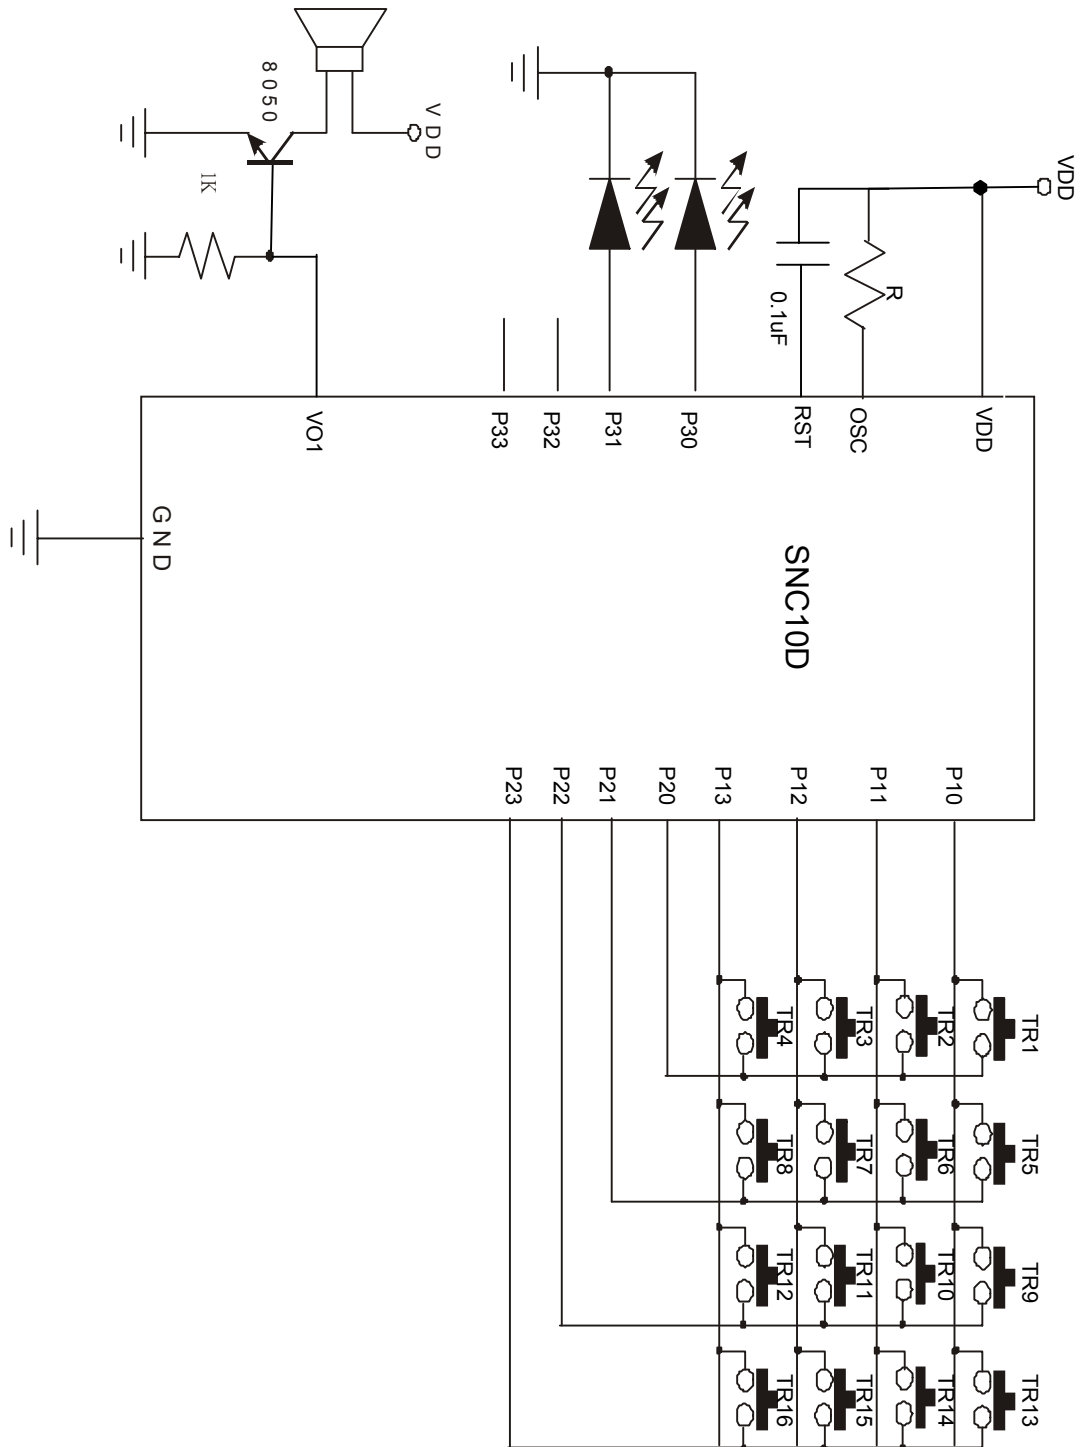 8050
VDD
1K
VDD
R
0.1uF
VO1
P33
P32
P31
P30
RST
OSC
VDD
GND
SNC10D
P23
P22
P21
P20
P13
P12
P11
P10
TR4
TR3
TR2
TR1
TR8
TR7
TR6
TR5
TR12
TR11
TR10
TR9
TR16
TR15
TR14
TR13